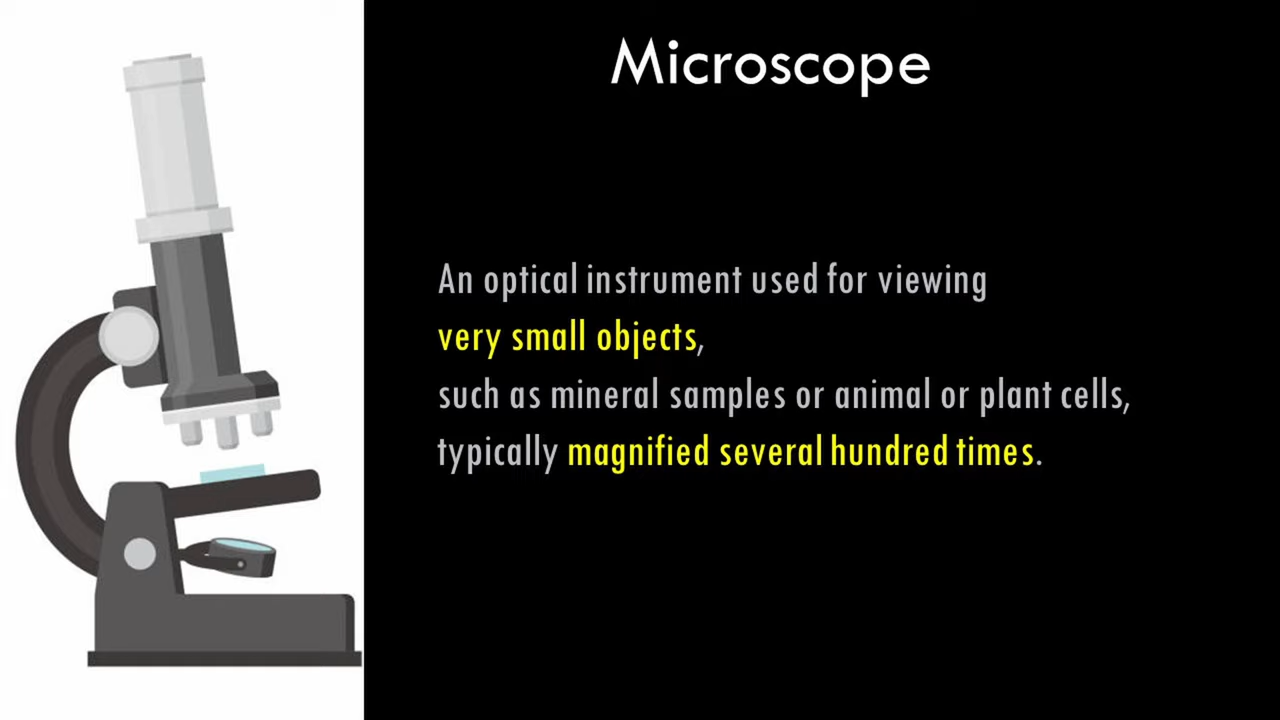 Microscope
An optical instrument used for viewing
very small objects,
such as mineral samples or animal or plant cells,
typically magnified several hundred times.